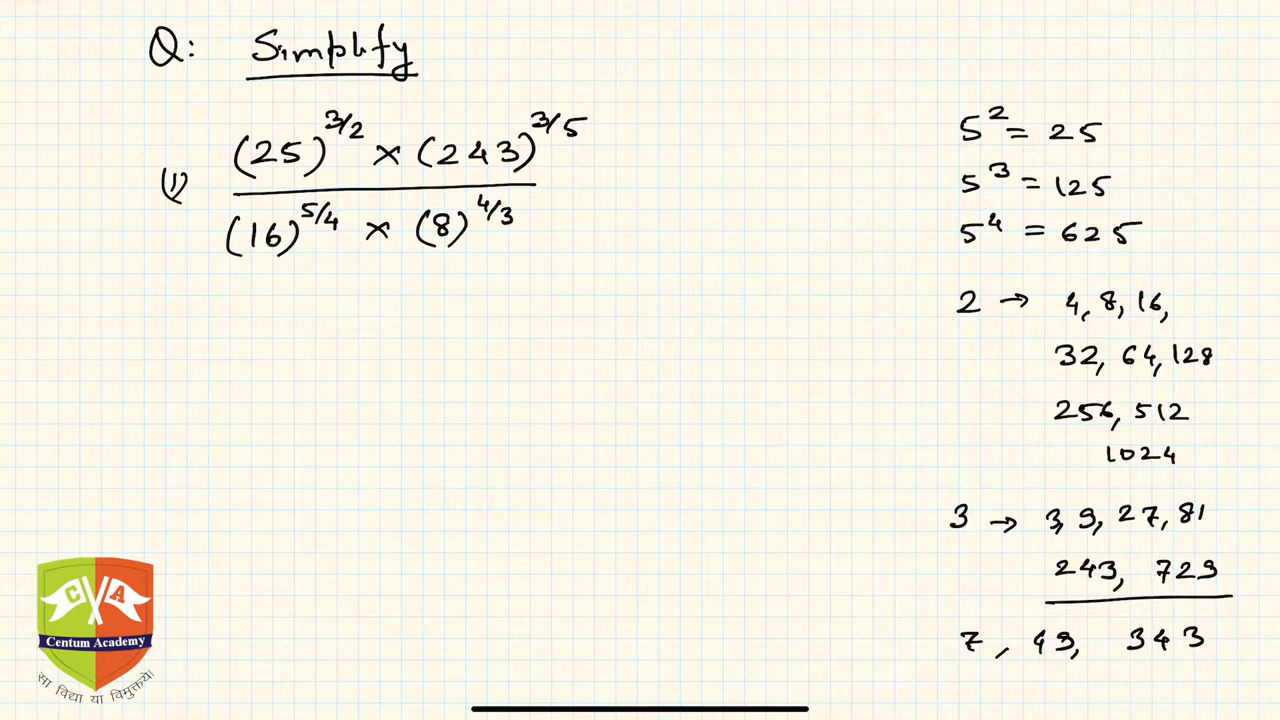 Q: Simplify
(1) (25)^3/2 × (243)^3/5
(16)^5/4 × (8)^4/3
5^2 = 25
5^3 = 125
5^4 = 625
2 → 4, 8, 16,
32, 64, 128
256, 512
1024
3 → 3, 9, 27, 81
243, 729
7, 49, 343
C A
Centum Academy
सा विद्या या विमुक्तये।